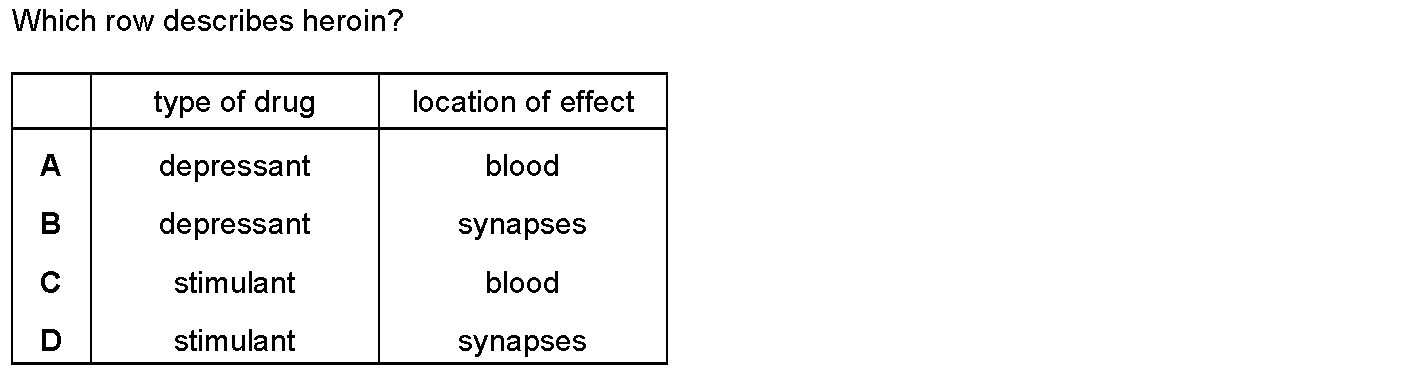 Which row describes heroin?
type of drug location of effect
A depressant blood
B depressant synapses
C stimulant blood
D stimulant synapses